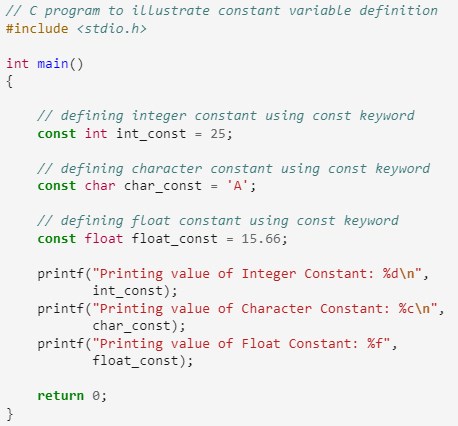 // C program to illustrate constant variable definition
#include <stdio.h>
int main()
{
// defining integer constant using const keyword
const int int_const = 25;
// defining character constant using const keyword
const char char_const = 'A';
// defining float constant using const keyword
const float float_const = 15.66;
printf("Printing value of Integer Constant: %d\n",
int_const);
printf("Printing value of Character Constant: %c\n",
char_const);
printf("Printing value of Float Constant: %f",
float_const);
return 0;
}